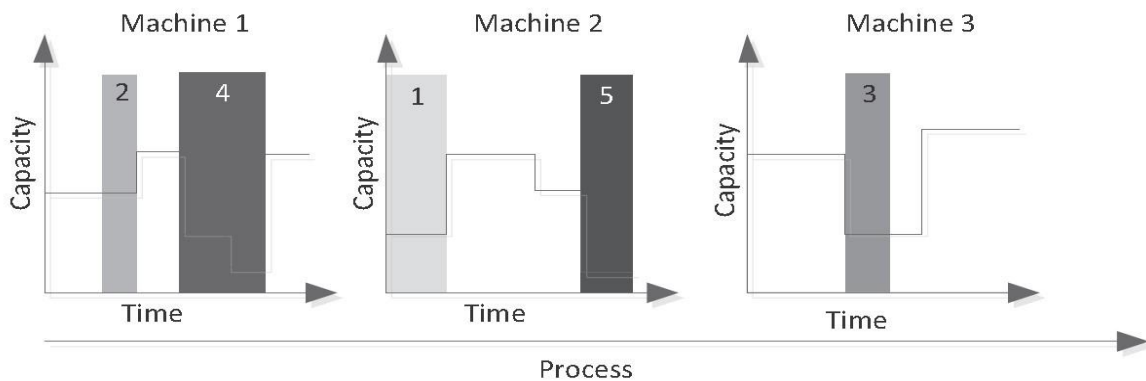 Machine 1
Machine 2
Machine 3
2
4
1
5
3
Capacity
Capacity
Capacity
Time
Time
Time
Process